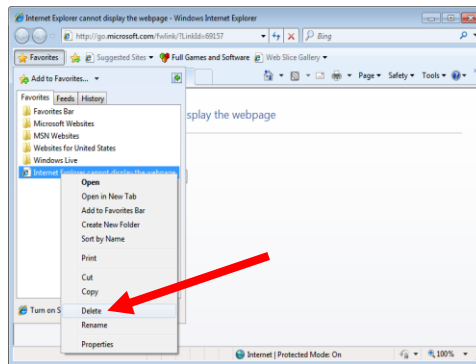 Internet Explorer cannot display the webpage - Windows Internet Explorer
http://go.microsoft.com/fwlink/?LinkId=69157
Bing
Favorites
Suggested Sites
Full Games and Software
Web Slice Gallery
Add to Favorites...
Page Safety Tools
Favorites Feeds History
Favorites Bar
Microsoft Websites
MSN Websites
Websites for United States
Windows Live
Internet Explorer cannot display the webpage
splay the webpage
Open
Open in New Tab
Add to Favorites Bar
Create New Folder
Sort by Name
Print
Cut
Copy
Delete
Rename
Properties
Turn on S
Internet | Protected Mode: On
100%